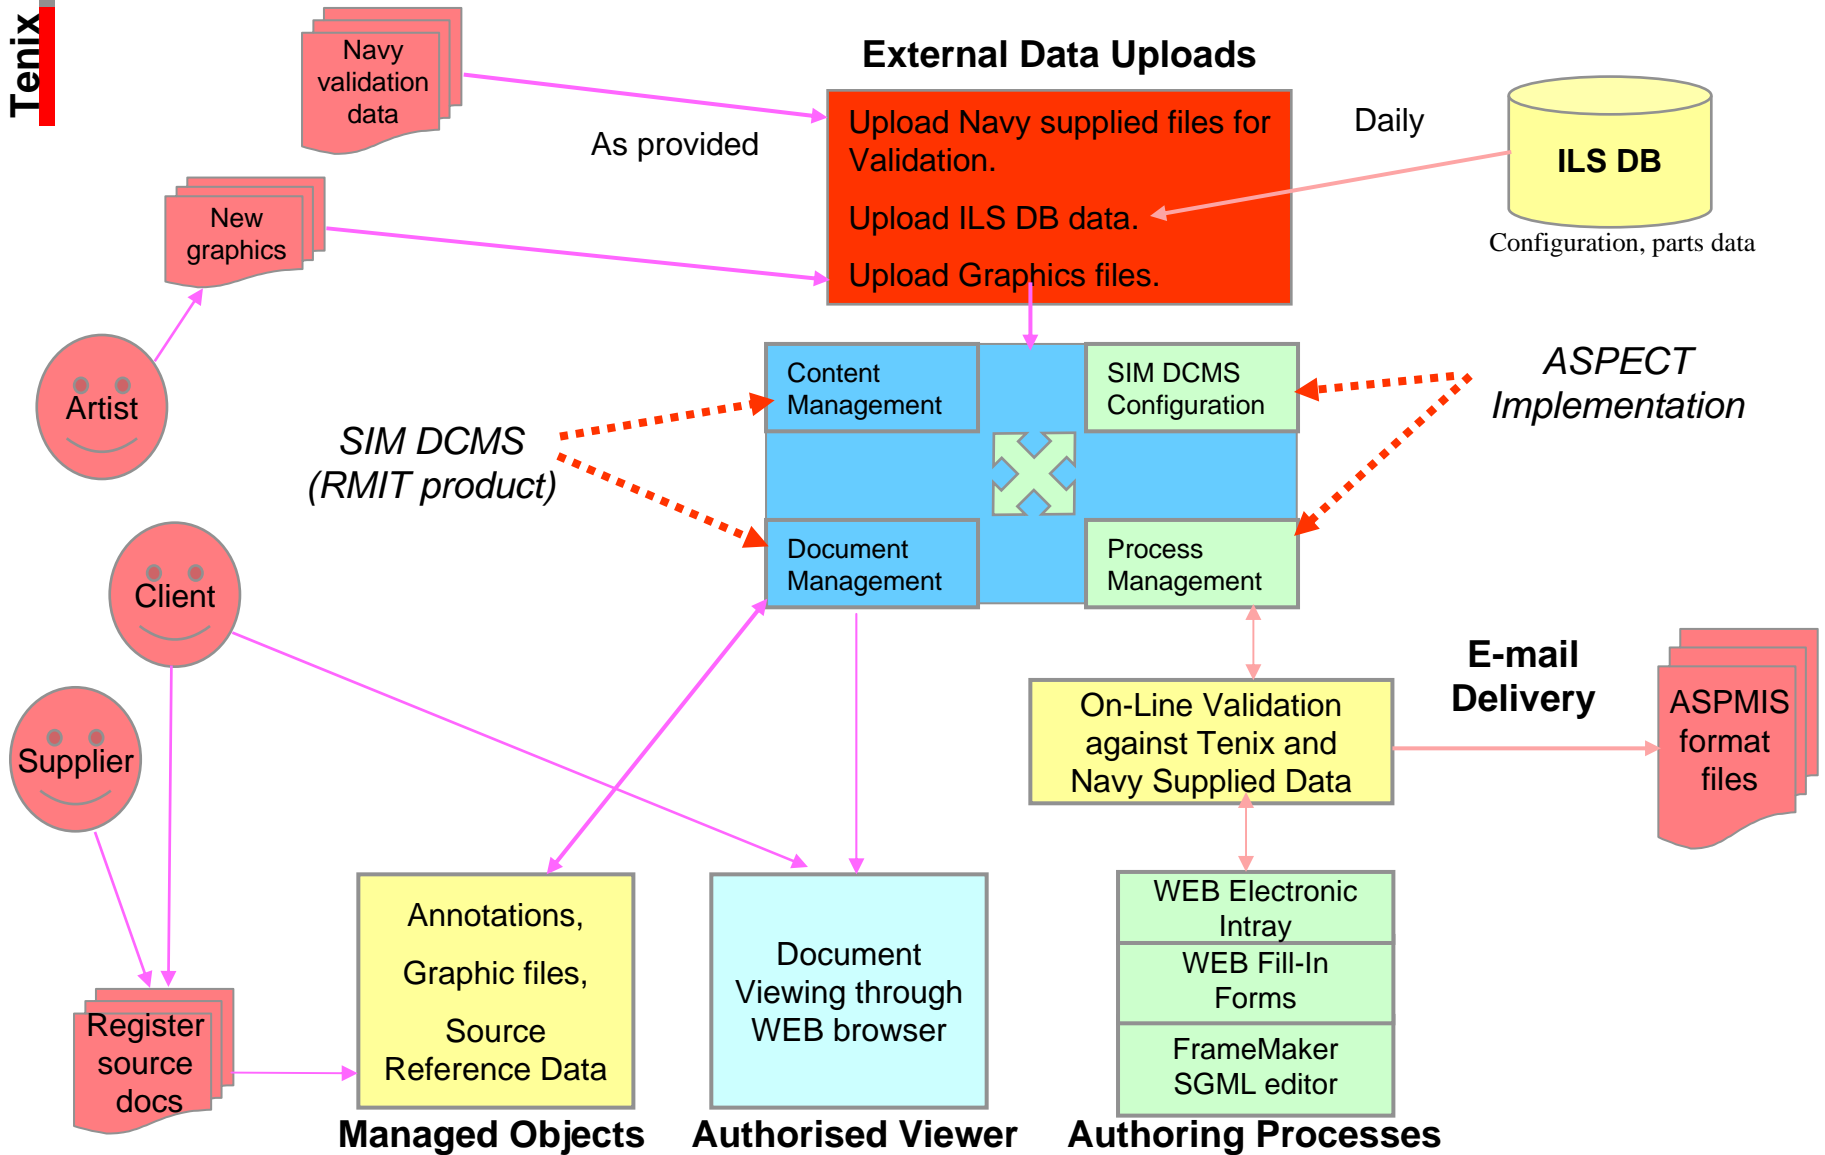 Tenix
Navy
validation
data
External Data Uploads
As provided
Upload Navy supplied files for
Validation.
Upload ILS DB data.
Upload Graphics files.
Daily
ILS DB
Configuration, parts data
New
graphics
Artist
SIM DCMS
(RMIT product)
Content
Management
SIM DCMS
Configuration
ASPECT
Implementation
Document
Management
Process
Management
Client
Supplier
On-Line Validation
against Tenix and
Navy Supplied Data
E-mail
Delivery
ASPMIS
format
files
Register
source
docs
Annotations,
Graphic files,
Source
Reference Data
Managed Objects
Document
Viewing through
WEB browser
Authorised Viewer
WEB Electronic
Intray
WEB Fill-In
Forms
FrameMaker
SGML editor
Authoring Processes